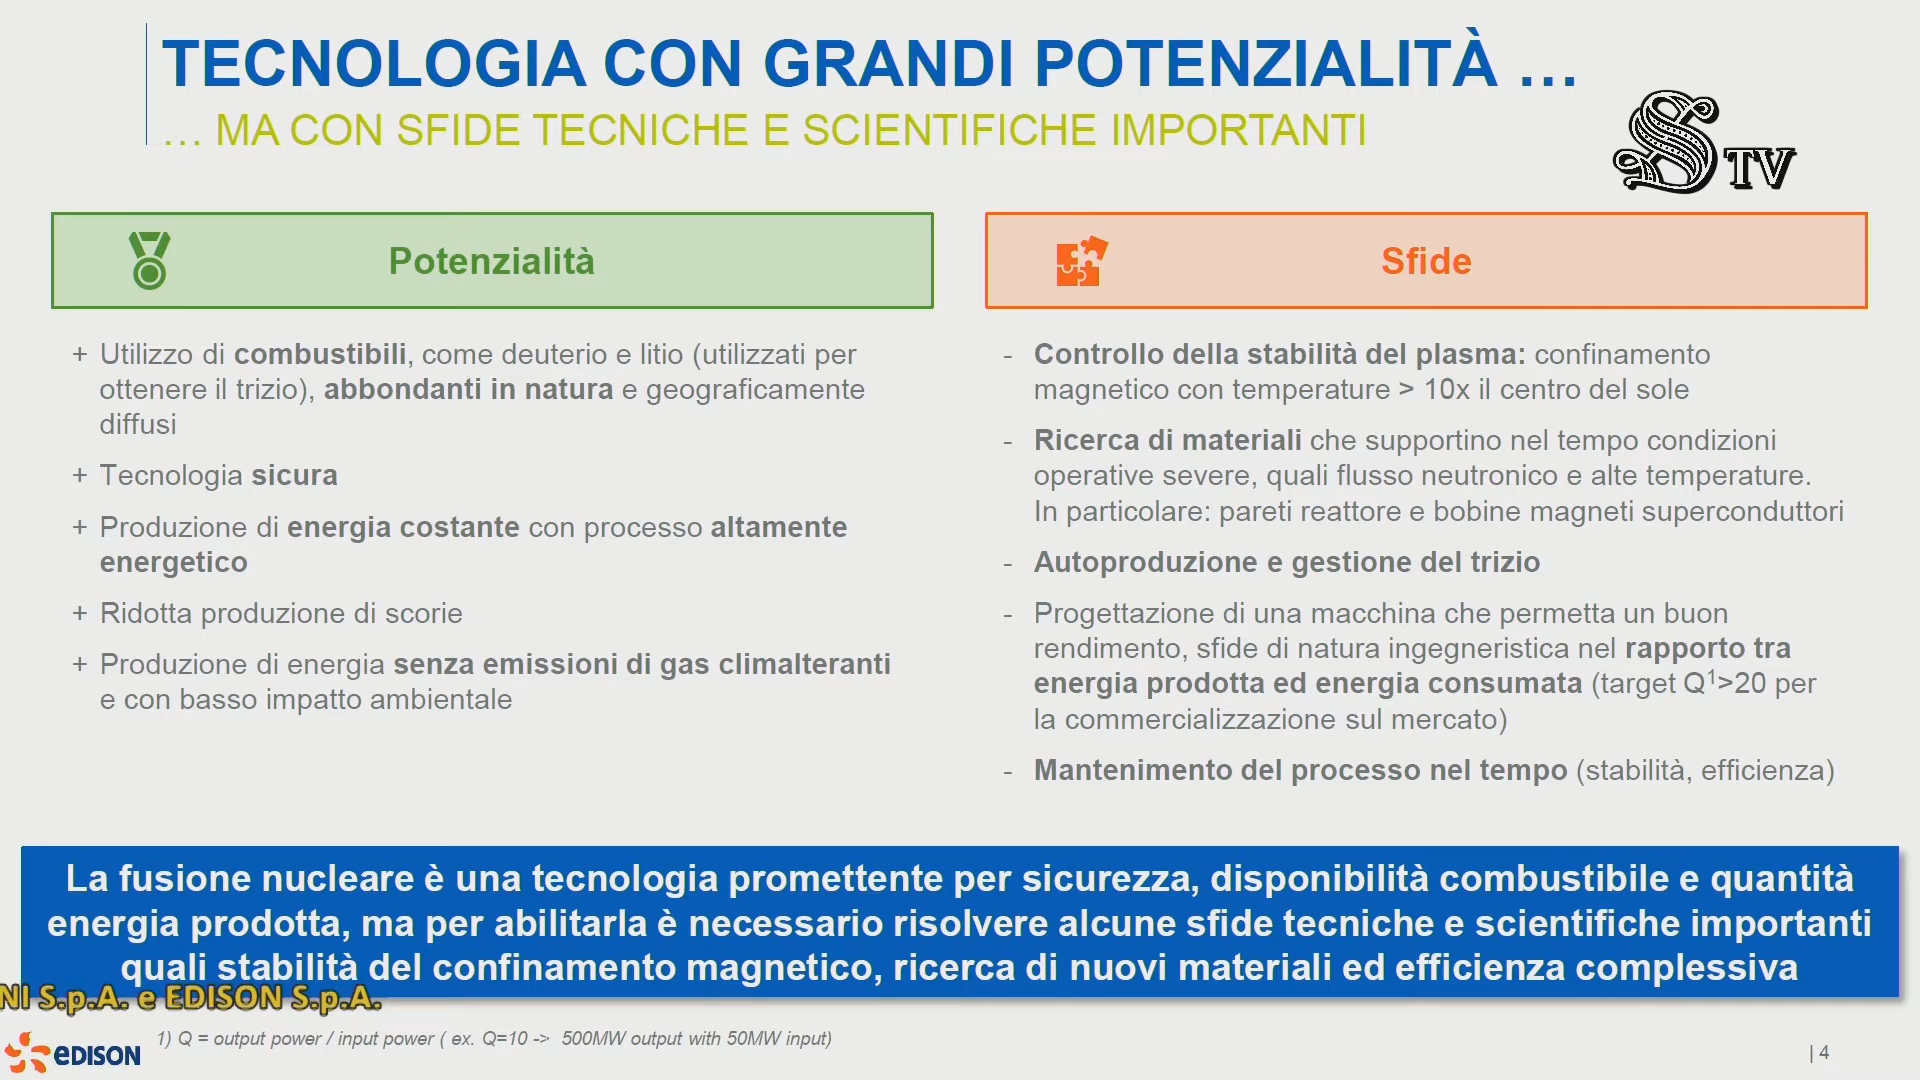 TECNOLOGIA CON GRANDI POTENZIALITÀ …
… MA CON SFIDE TECNICHE E SCIENTIFICHE IMPORTANTI
S TV
Potenzialità
+ Utilizzo di combustibili, come deuterio e litio (utilizzati per
ottenere il trizio), abbondanti in natura e geograficamente
diffusi
+ Tecnologia sicura
+ Produzione di energia costante con processo altamente
energetico
+ Ridotta produzione di scorie
+ Produzione di energia senza emissioni di gas climalteranti
e con basso impatto ambientale
Sfide
- Controllo della stabilità del plasma: confinamento
magnetico con temperature > 10x il centro del sole
- Ricerca di materiali che supportino nel tempo condizioni
operative severe, quali flusso neutronico e alte temperature.
In particolare: pareti reattore e bobine magneti superconduttori
- Autoproduzione e gestione del trizio
- Progettazione di una macchina che permetta un buon
rendimento, sfide di natura ingegneristica nel rapporto tra
energia prodotta ed energia consumata (target Q¹>20 per
la commercializzazione sul mercato)
- Mantenimento del processo nel tempo (stabilità, efficienza)
La fusione nucleare è una tecnologia promettente per sicurezza, disponibilità combustibile e quantità
energia prodotta, ma per abilitarla è necessario risolvere alcune sfide tecniche e scientifiche importanti
quali stabilità del confinamento magnetico, ricerca di nuovi materiali ed efficienza complessiva
NI S.p.A. e EDISON S.p.A.
1) Q = output power / input power ( ex. Q=10 -> 500MW output with 50MW input)
EDISON
| 4